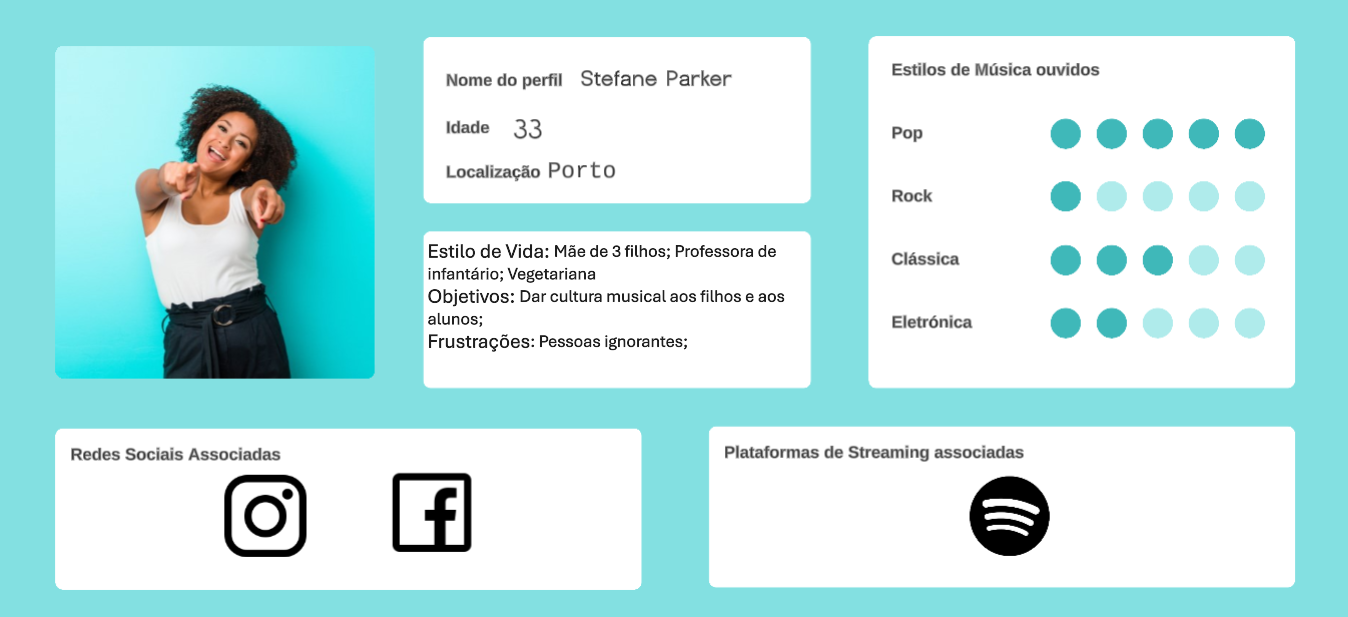 Nome do perfil Stefane Parker
Idade 33
Localização Porto
Estilo de Vida: Mãe de 3 filhos; Professora de
infantário; Vegetariana
Objetivos: Dar cultura musical aos filhos e aos
alunos;
Frustrações: Pessoas ignorantes;
Estilos de Música ouvidos
Pop
Rock
Clássica
Eletrónica
Redes Sociais Associadas
Plataformas de Streaming associadas